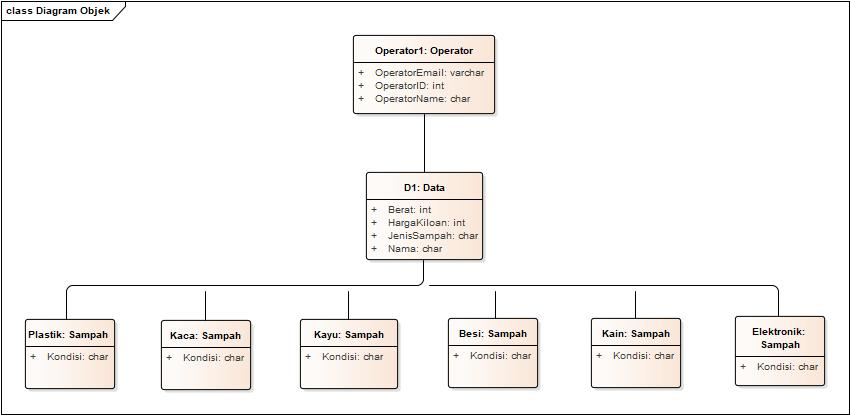 class Diagram Objek
Operator1: Operator
+ OperatorEmail: varchar
+ OperatorID: int
+ OperatorName: char
D1: Data
+ Berat: int
+ HargaKiloan: int
+ JenisSampah: char
+ Nama: char
Plastik: Sampah
+ Kondisi: char
Kaca: Sampah
+ Kondisi: char
Kayu: Sampah
+ Kondisi: char
Besi: Sampah
+ Kondisi: char
Kain: Sampah
+ Kondisi: char
Elektronik:
Sampah
+ Kondisi: char